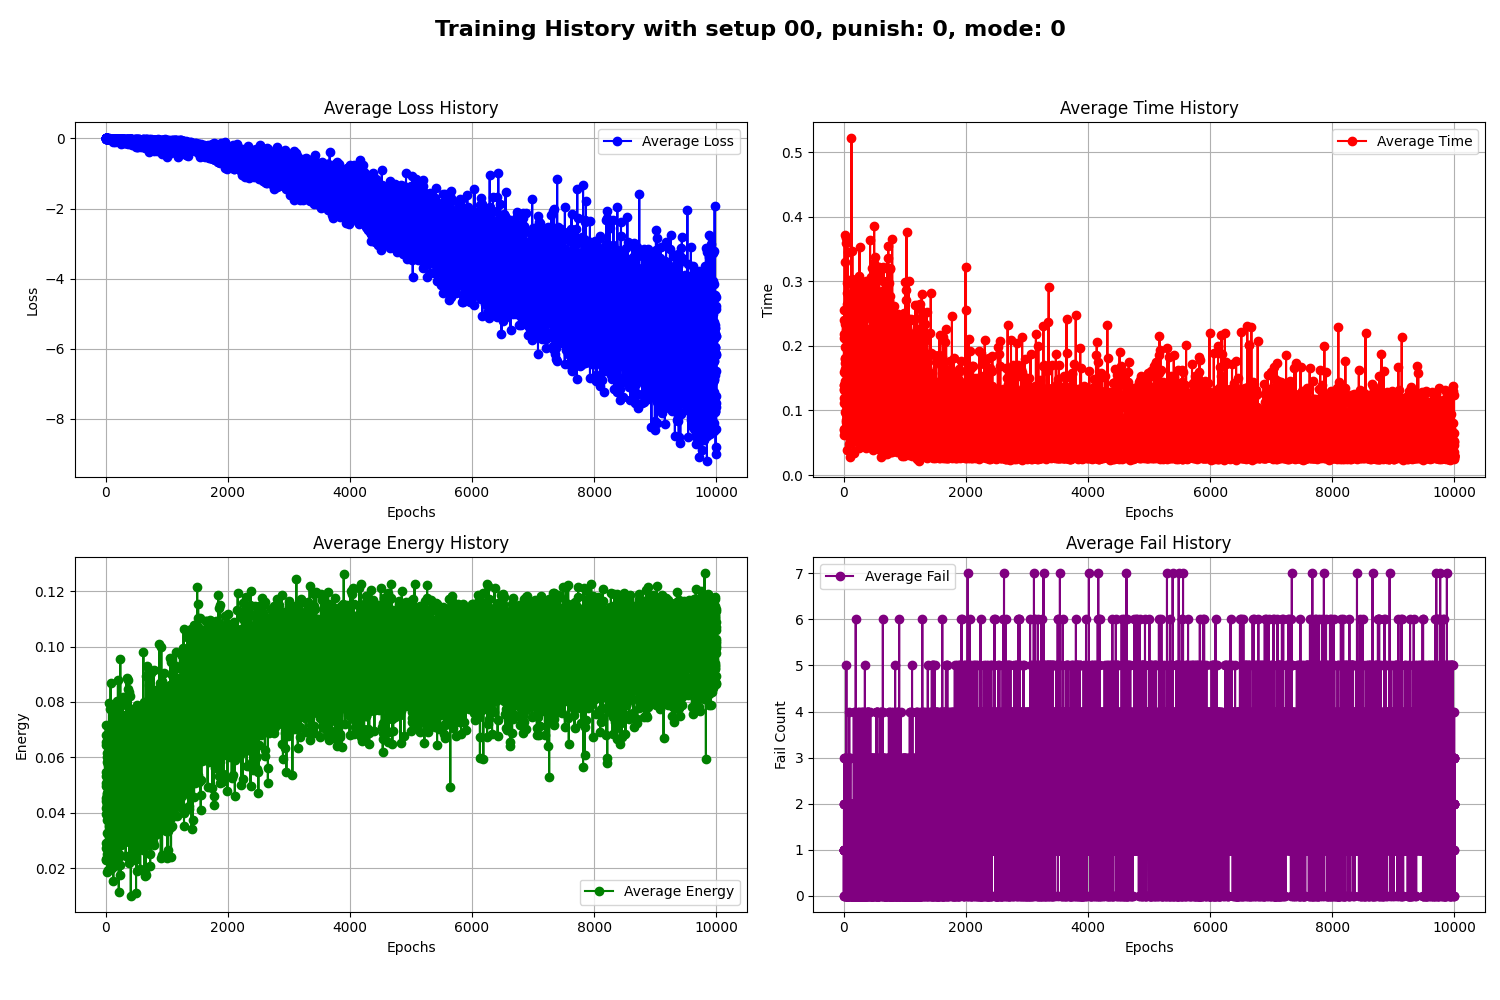 Training History with setup 00, punish: 0, mode: 0
Average Loss History
Average Loss
Loss
0
−2
−4
−6
−8
0 2000 4000 6000 8000 10000
Epochs
Average Time History
Average Time
Time
0.5
0.4
0.3
0.2
0.1
0.0
0 2000 4000 6000 8000 10000
Epochs
Average Energy History
Energy
0.12
0.10
0.08
0.06
0.04
0.02
Average Energy
0 2000 4000 6000 8000 10000
Epochs
Average Fail History
Average Fail
Fail Count
7
6
5
4
3
2
1
0
0 2000 4000 6000 8000 10000
Epochs